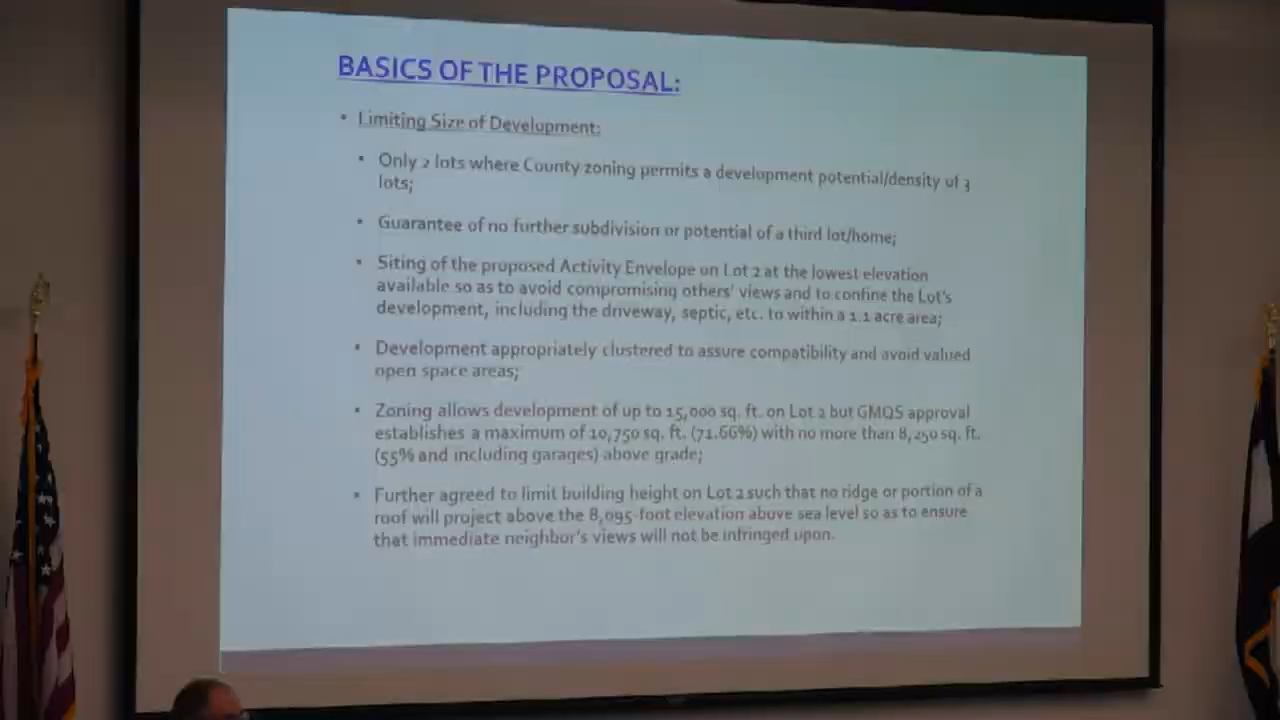 BASICS OF THE PROPOSAL:
• Limiting Size of Development:
• Only 2 lots where County zoning permits a development potential/density of 3
lots;
• Guarantee of no further subdivision or potential of a third lot/home;
• Siting of the proposed Activity Envelope on Lot 2 at the lowest elevation
available so as to avoid compromising others' views and to confine the Lot's
development, including the driveway, septic, etc. to within a 1.1 acre area;
• Development appropriately clustered to assure compatibility and avoid valued
open space areas;
• Zoning allows development of up to 15,000 sq. ft. on Lot 2 but GMQS approval
establishes a maximum of 10,750 sq. ft. (71.66%) with no more than 8,250 sq. ft.
(55% and including garages) above grade;
• Further agreed to limit building height on Lot 2 such that no ridge or portion of a
roof will project above the 8,095-foot elevation above sea level so as to ensure
that immediate neighbor's views will not be infringed upon.